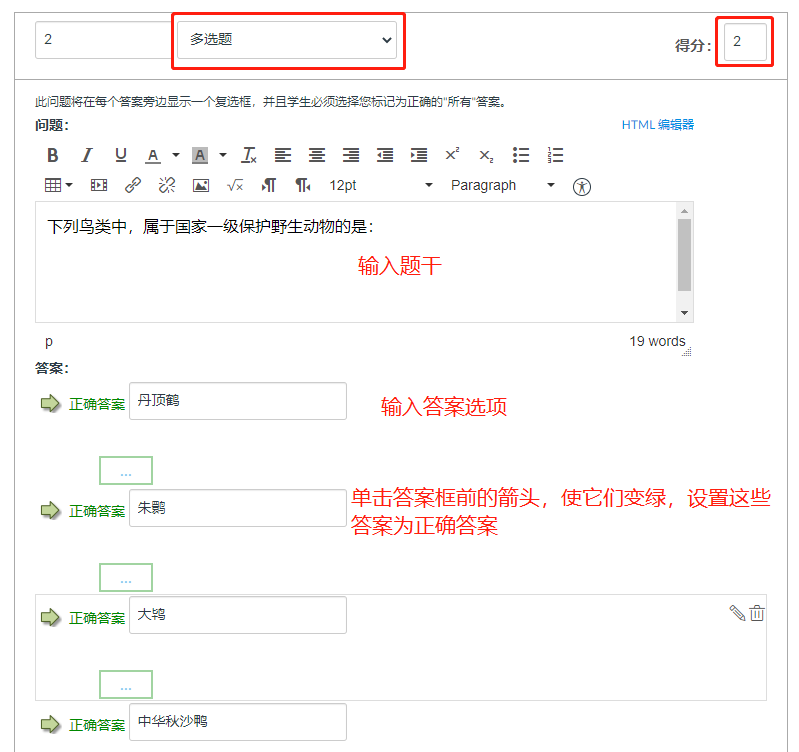 2
多选题
得分：
2
此问题将在每个答案旁边显示一个复选框，并且学生必须选择您标记为正确的"所有"答案。
问题：
HTML 编辑器
B I U A A Tx
12pt
Paragraph
下列鸟类中，属于国家一级保护野生动物的是：
输入题干
p
19 words
答案：
正确答案
丹顶鹤
输入答案选项
...
正确答案
朱鹮
单击答案框前的箭头，使它们变绿，设置这些
答案为正确答案
...
正确答案
大鸨
...
正确答案
中华秋沙鸭